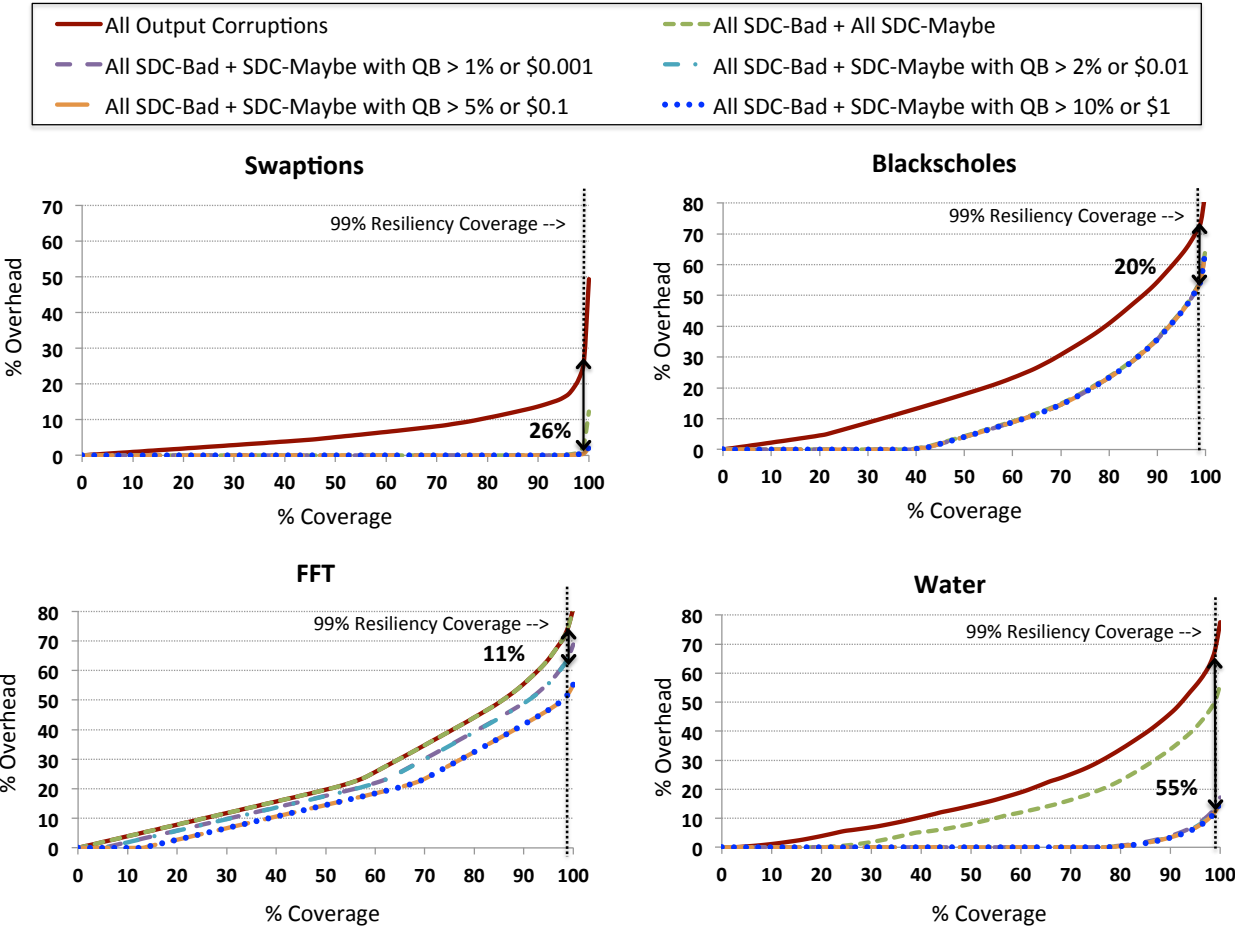 All Output Corruptions
All SDC-Bad + All SDC-Maybe
All SDC-Bad + SDC-Maybe with QB > 1% or $0.001
All SDC-Bad + SDC-Maybe with QB > 2% or $0.01
All SDC-Bad + SDC-Maybe with QB > 5% or $0.1
All SDC-Bad + SDC-Maybe with QB > 10% or $1
Swaptions
% Overhead
70
60
50
40
30
20
10
0
99% Resiliency Coverage -->
26%
0 10 20 30 40 50 60 70 80 90 100
% Coverage
Blackscholes
% Overhead
80
70
60
50
40
30
20
10
0
99% Resiliency Coverage -->
20%
0 10 20 30 40 50 60 70 80 90 100
% Coverage
FFT
% Overhead
80
70
60
50
40
30
20
10
0
99% Resiliency Coverage -->
11%
0 10 20 30 40 50 60 70 80 90 100
% Coverage
Water
% Overhead
80
70
60
50
40
30
20
10
0
99% Resiliency Coverage -->
55%
0 10 20 30 40 50 60 70 80 90 100
% Coverage